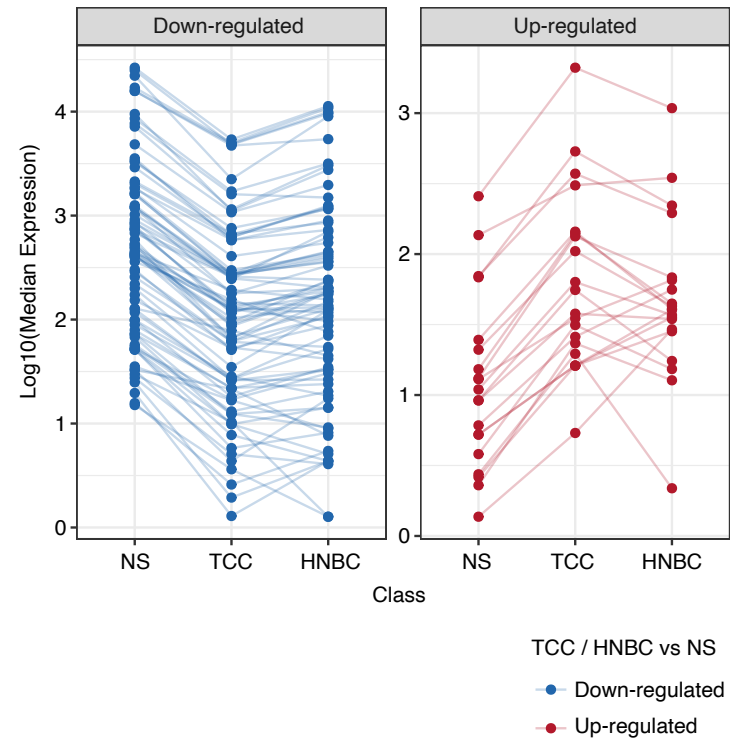 Down-regulated
Up-regulated
Log10(Median Expression)
4
3
2
1
0
3
2
1
0
NS TCC HNBC
NS TCC HNBC
Class
TCC / HNBC vs NS
Down-regulated
Up-regulated